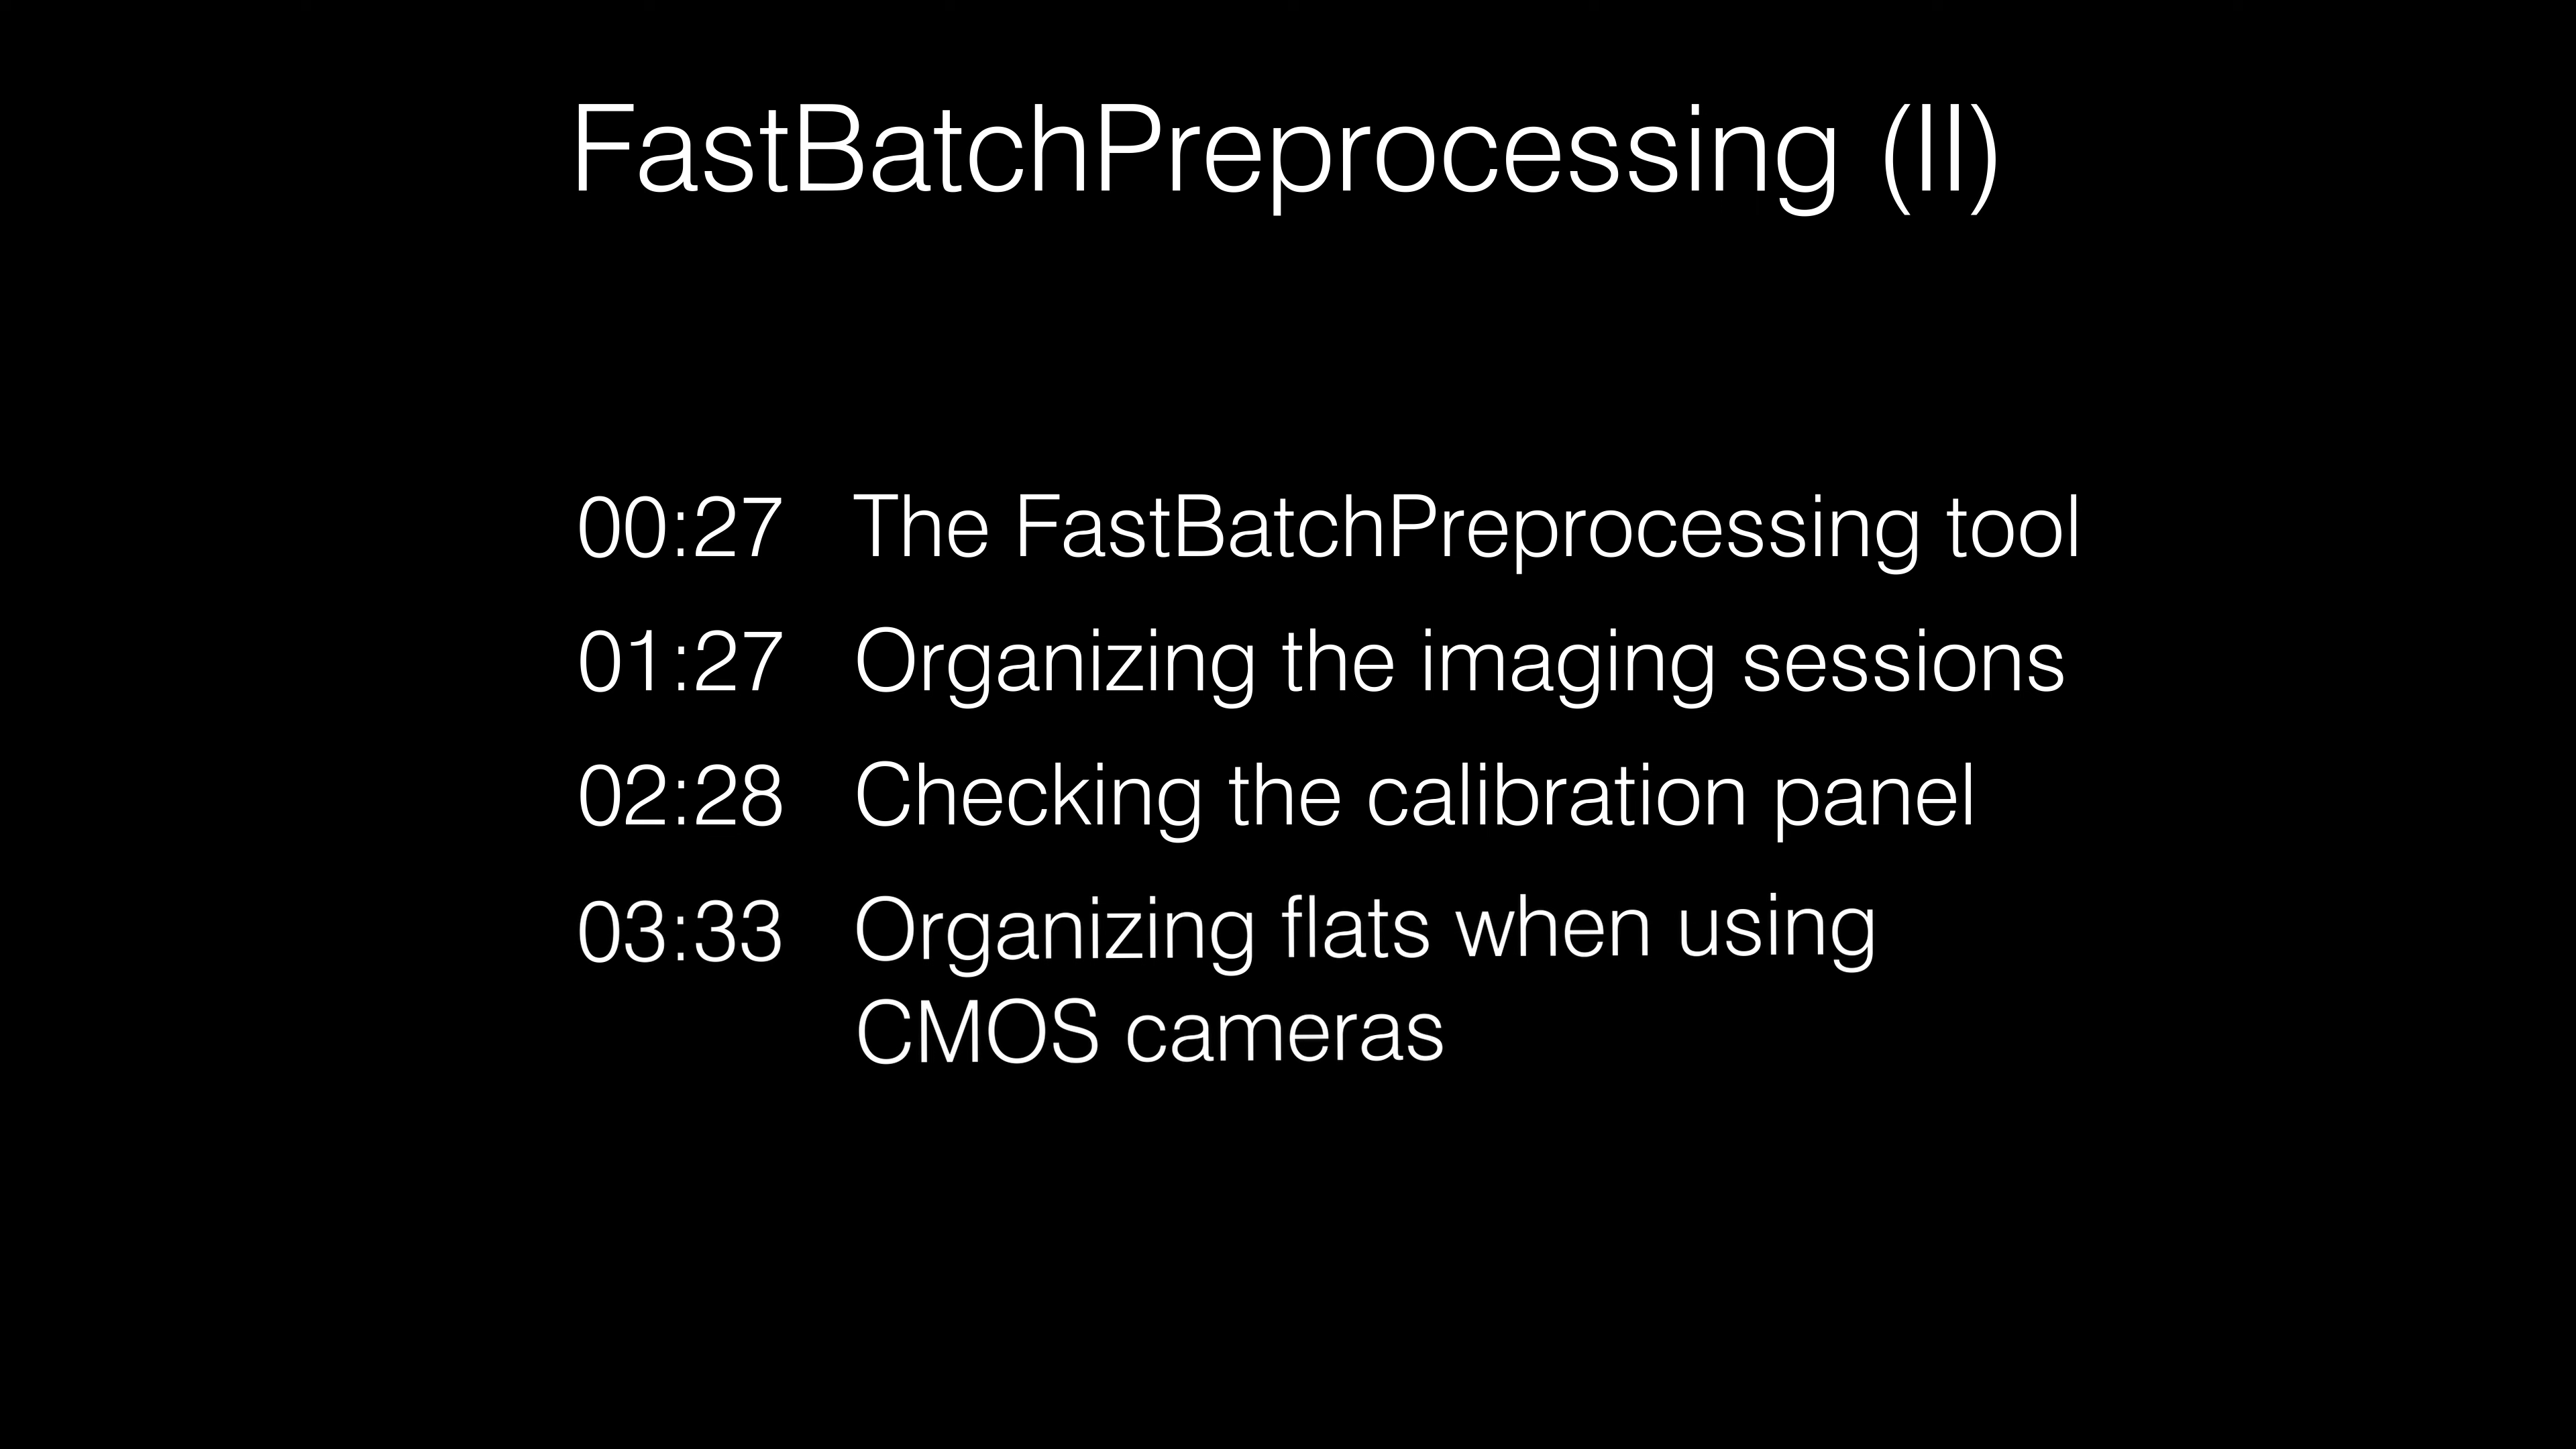 FastBatchPreprocessing (II)
00:27 The FastBatchPreprocessing tool
01:27 Organizing the imaging sessions
02:28 Checking the calibration panel
03:33 Organizing flats when using
CMOS cameras